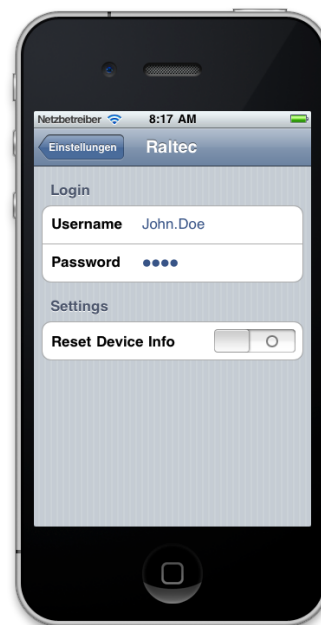 Netzbetreiber 8:17 AM
Einstellungen Raltec
Login
Username John.Doe
Password ••••
Settings
Reset Device Info